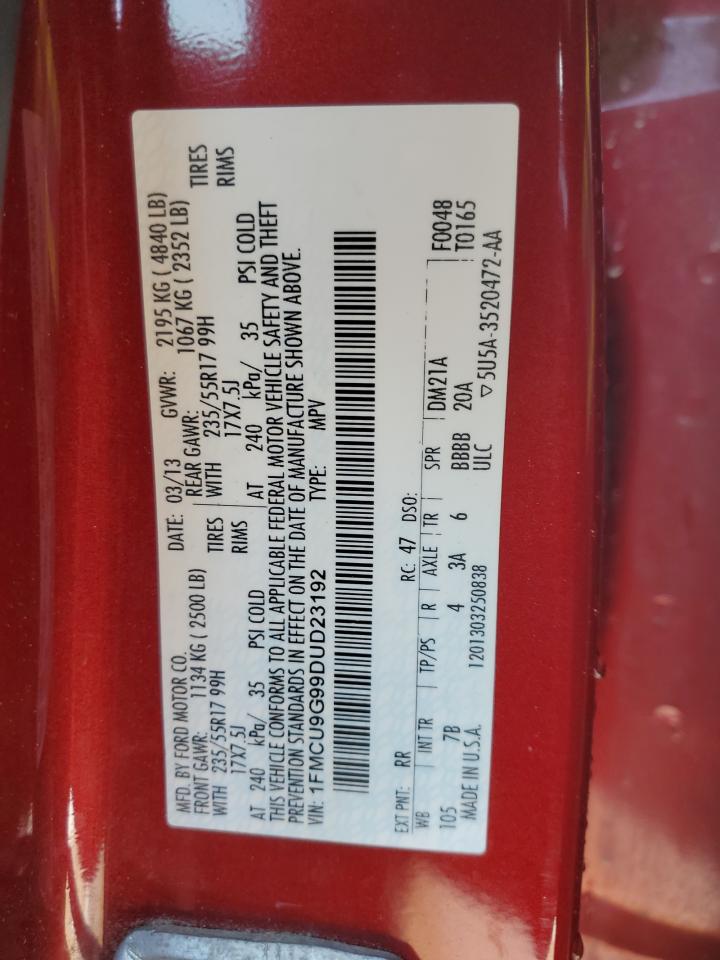 MFD. BY FORD MOTOR CO. DATE: 03/13 GVWR: 2195 KG ( 4840 LB)
FRONT GAWR: 1134 KG ( 2500 LB) REAR GAWR: 1067 KG ( 2352 LB)
WITH 235/55R17 99H TIRES WITH 235/55R17 99H TIRES
17X7.5J RIMS 17X7.5J RIMS
AT 240 kPa/ 35 PSI COLD AT 240 kPa/ 35 PSI COLD
THIS VEHICLE CONFORMS TO ALL APPLICABLE FEDERAL MOTOR VEHICLE SAFETY AND THEFT
PREVENTION STANDARDS IN EFFECT ON THE DATE OF MANUFACTURE SHOWN ABOVE.
VIN: 1FMCU9G99DUD23192 TYPE: MPV
EXT PNT: RR RC: 47 DSO:
WB INT TR TP/PS R AXLE TR SPR DM21A F0048
105 7B 4 3A 6 BBBB 20A T0165
MADE IN U.S.A. 1201303250838 ULC ▽5U5A-3520472-AA